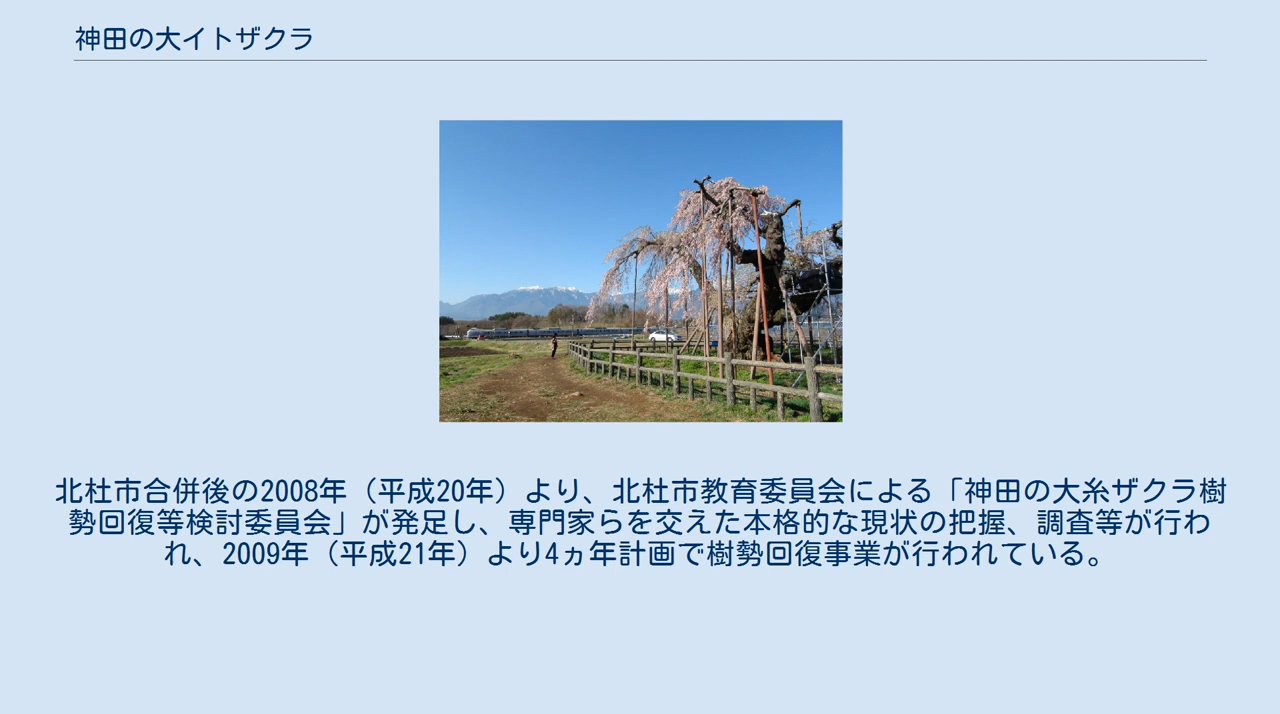 神田の大イトザクラ
北杜市合併後の2008年（平成20年）より、北杜市教育委員会による「神田の大糸ザクラ樹
勢回復等検討委員会」が発足し、専門家らを交えた本格的な現状の把握、調査等が行わ
れ、2009年（平成21年）より4ヵ年計画で樹勢回復事業が行われている。